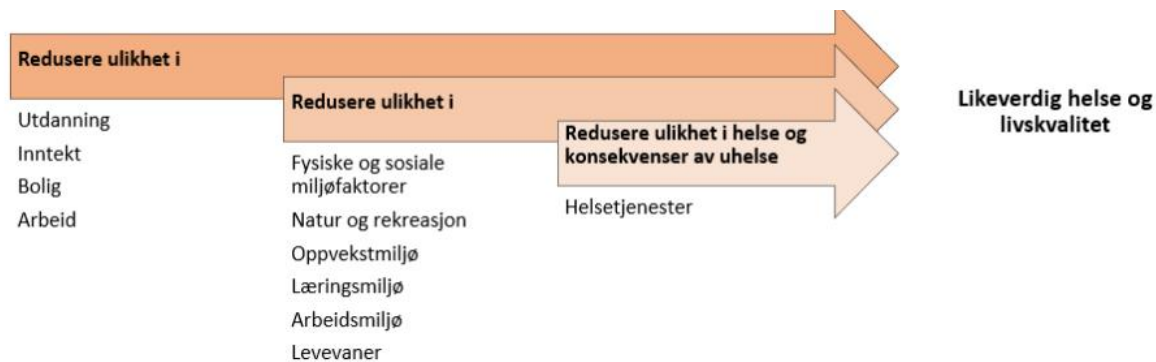 Redusere ulikhet i
Utdanning
Inntekt
Bolig
Arbeid
Redusere ulikhet i
Fysiske og sosiale
miljøfaktorer
Natur og rekreasjon
Oppvekstmiljø
Læringsmiljø
Arbeidsmiljø
Levevaner
Redusere ulikhet i helse og
konsekvenser av uhelse
Helsetjenester
Likeverdig helse og
livskvalitet